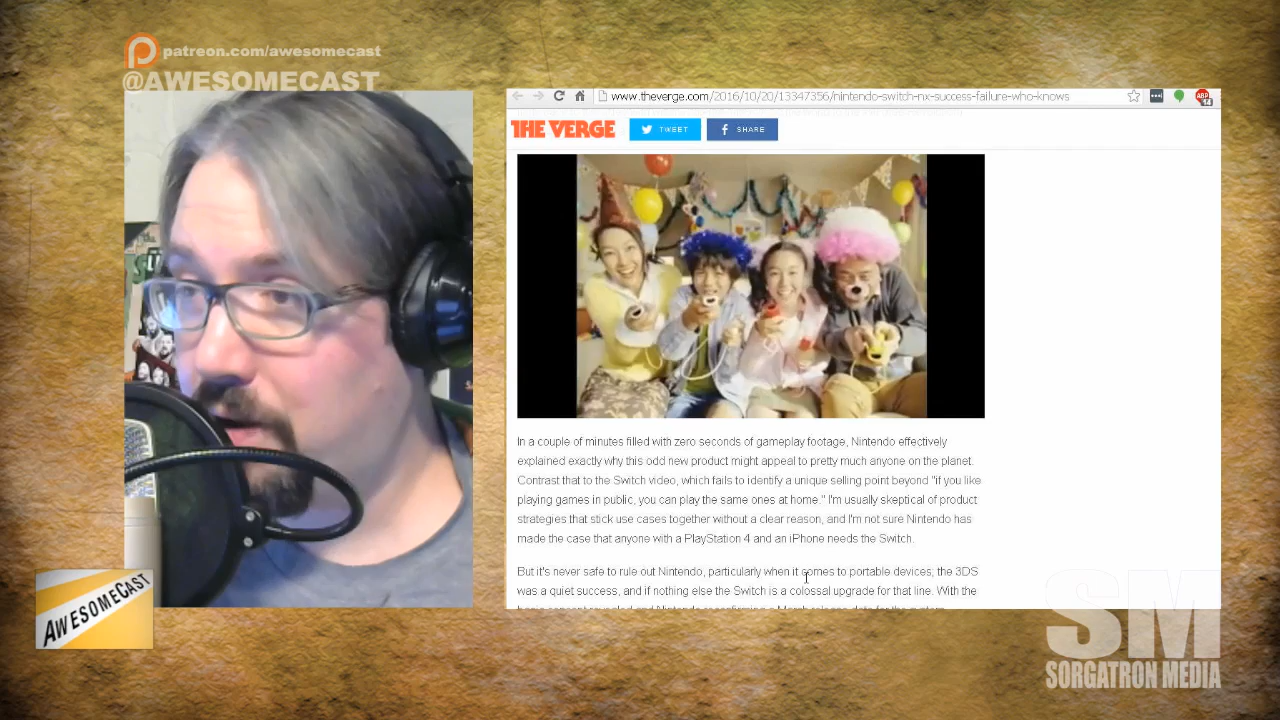 patreon.com/awesomecast
@AWESOMECAST
AWESOMECAST
www.theverge.com/2016/10/20/13347356/nintendo-switch-nx-success-failure-who-knows
ABP
14
THE VERGE
TWEET
SHARE
In a couple of minutes filled with zero seconds of gameplay footage, Nintendo effectively
explained exactly why this odd new product might appeal to pretty much anyone on the planet.
Contrast that to the Switch video, which fails to identify a unique selling point beyond "if you like
playing games in public, you can play the same ones at home." I'm usually skeptical of product
strategies that stick use cases together without a clear reason, and I'm not sure Nintendo has
made the case that anyone with a PlayStation 4 and an iPhone needs the Switch.
But it's never safe to rule out Nintendo, particularly when it comes to portable devices; the 3DS
was a quiet success, and if nothing else the Switch is a colossal upgrade for that line. With the
SM
SORGATRON MEDIA